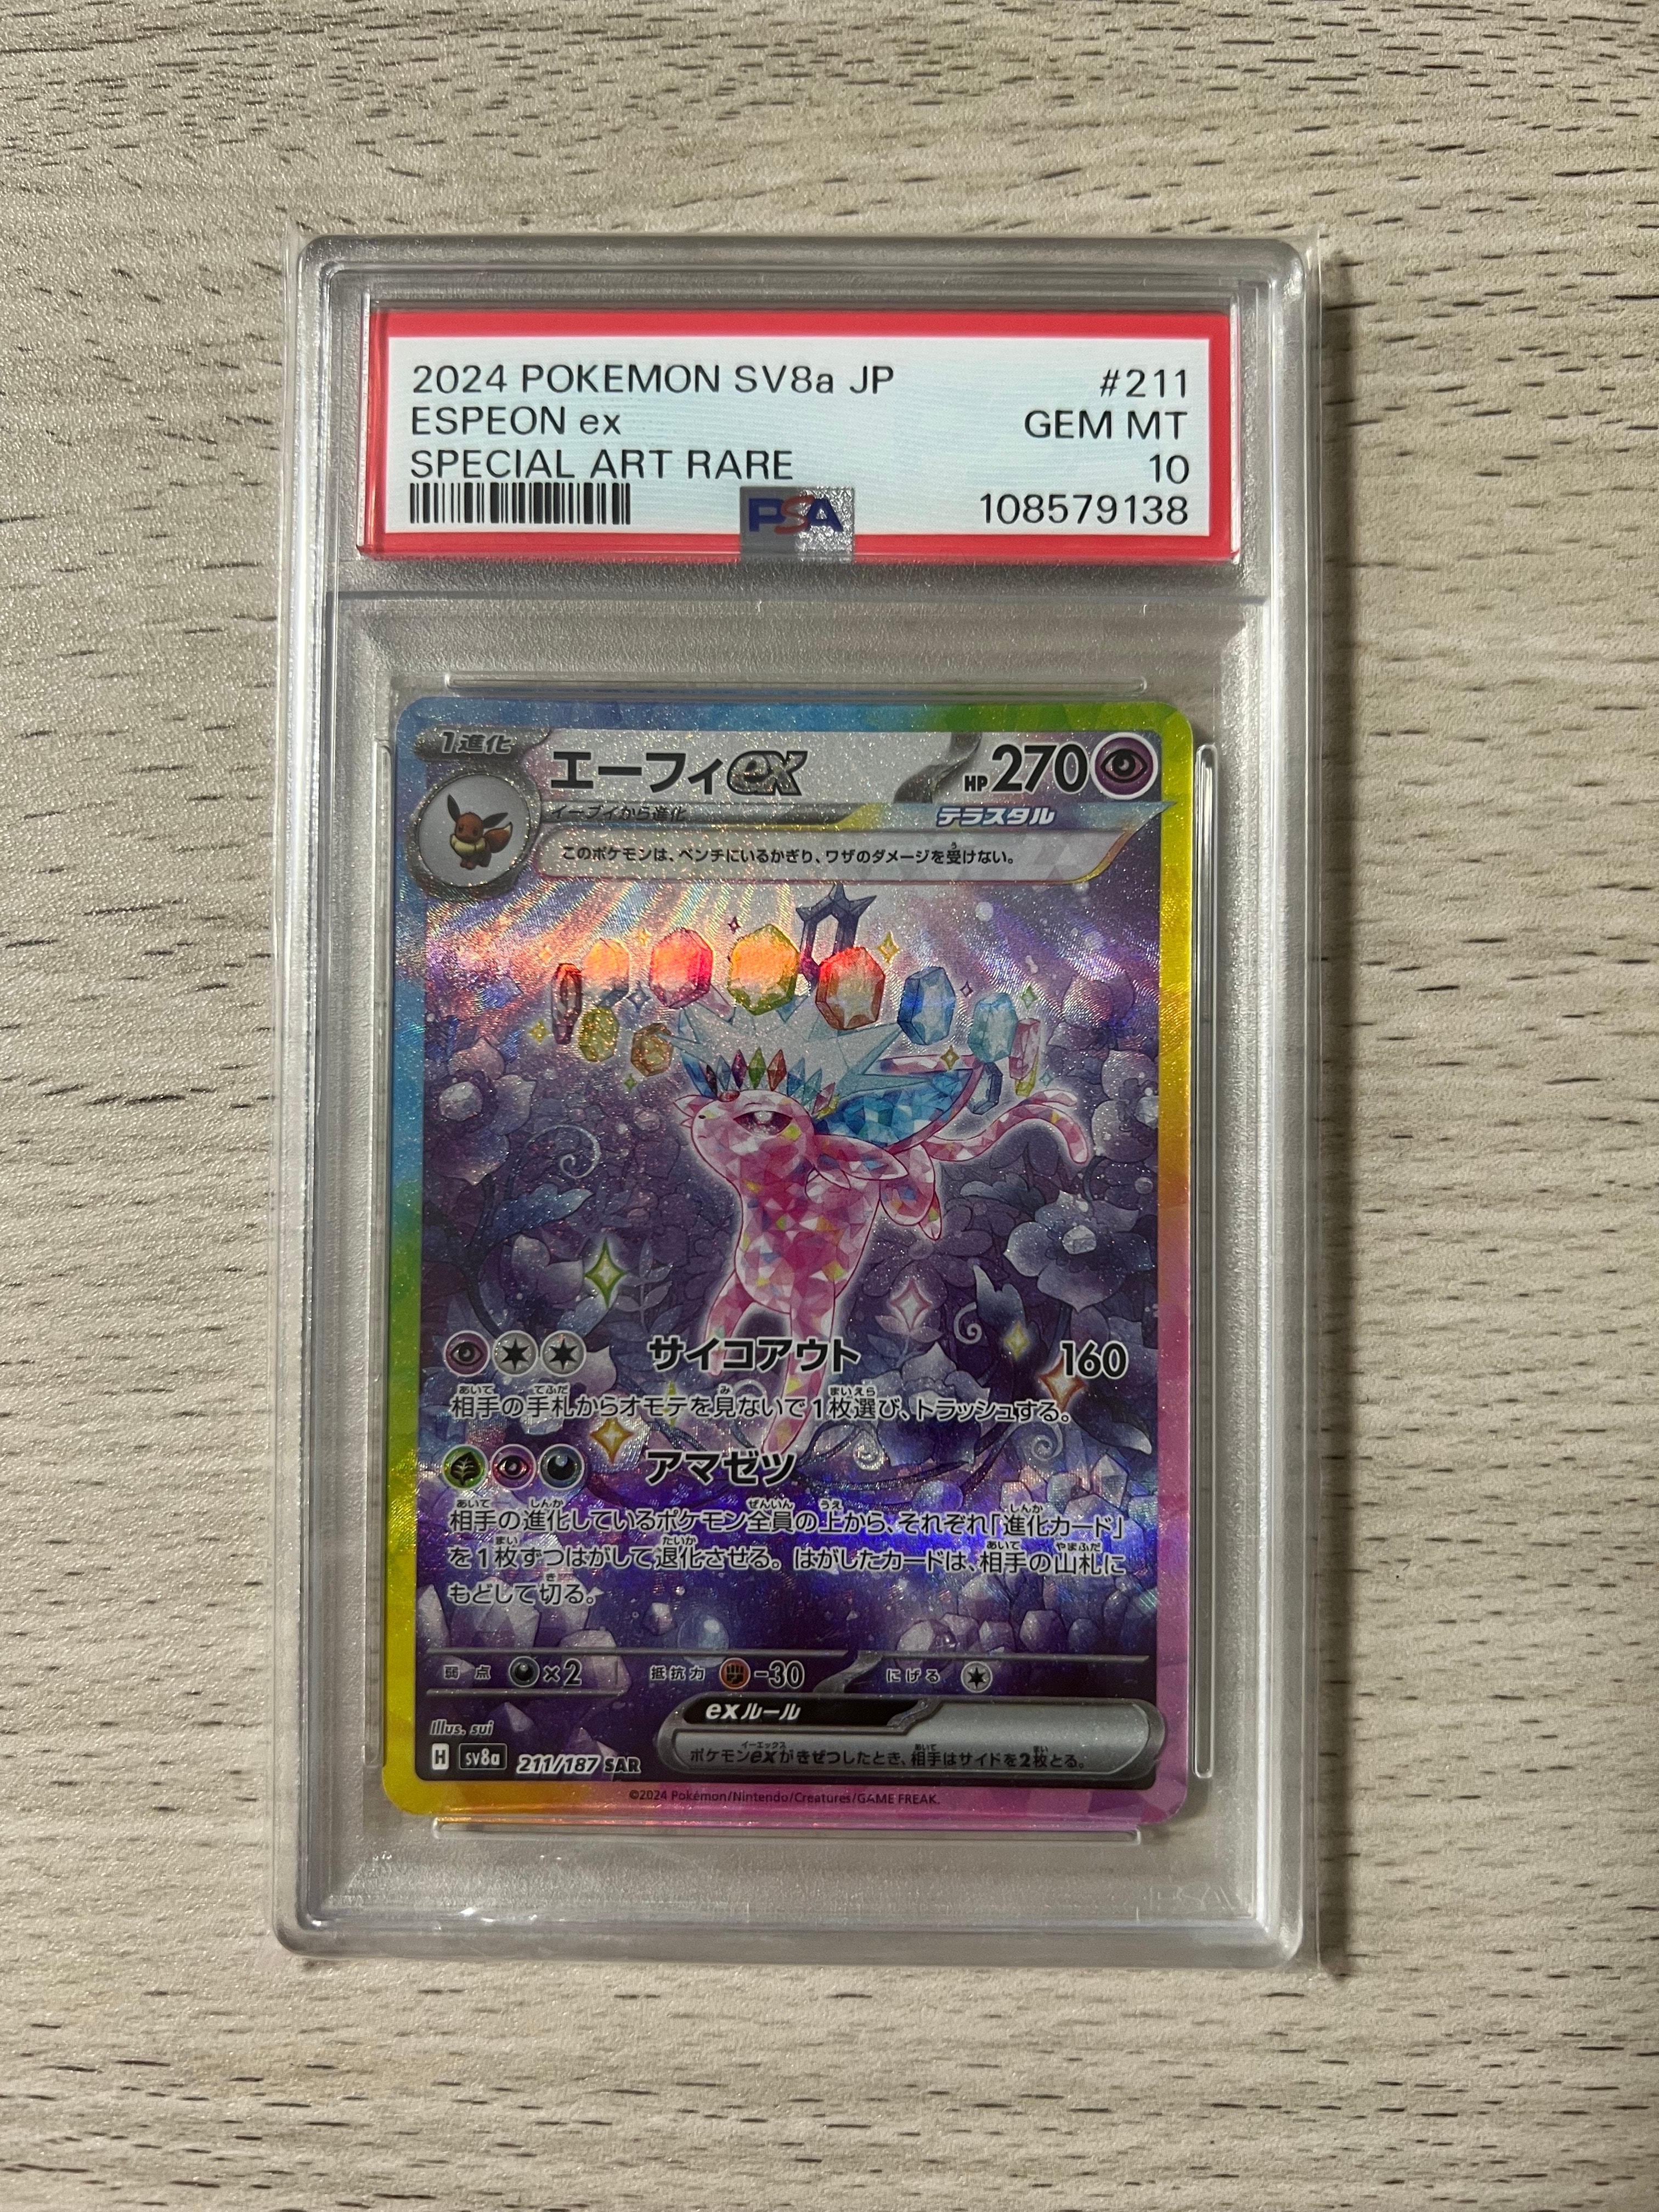 2024 POKEMON SV8a JP #211
ESPEON ex GEM MT
SPECIAL ART RARE 10
PSA 108579138
1進化 エーフィex HP270
イーブイから進化 テラスタル
このポケモンは、ベンチにいるかぎり、ワザのダメージを受けない。
サイコアウト 160
相手の手札からオモテを見ないで1枚選び、トラッシュする。
アマゼツ
相手の進化しているポケモン全員の上から、それぞれ「進化カード」
を1枚ずつはがして退化させる。はがしたカードは、相手の山札に
もどして切る。
弱点 ×2 抵抗力 -30 にげる
exルール
ポケモンexがきぜつしたとき、相手はサイドを2枚とる。
Illus. sui
H sv8a 211/187 SAR
©2024 Pokémon/Nintendo/Creatures/GAME FREAK.